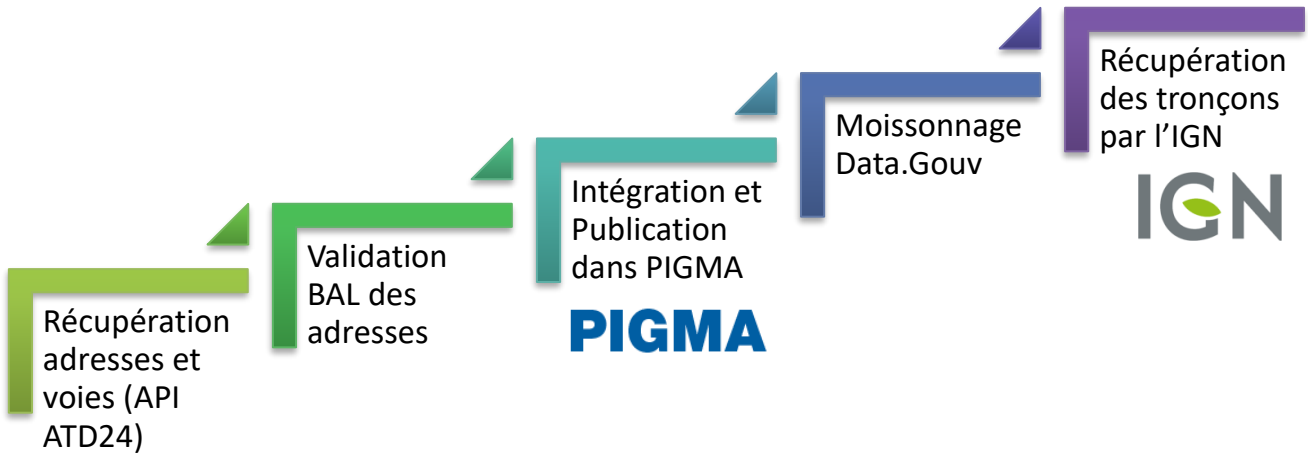 Récupération
adresses et
voies (API
ATD24)
Validation
BAL des
adresses
Intégration et
Publication
dans PIGMA
PIGMA
Moissonnage
Data.Gouv
Récupération
des tronçons
par l’IGN
IGN